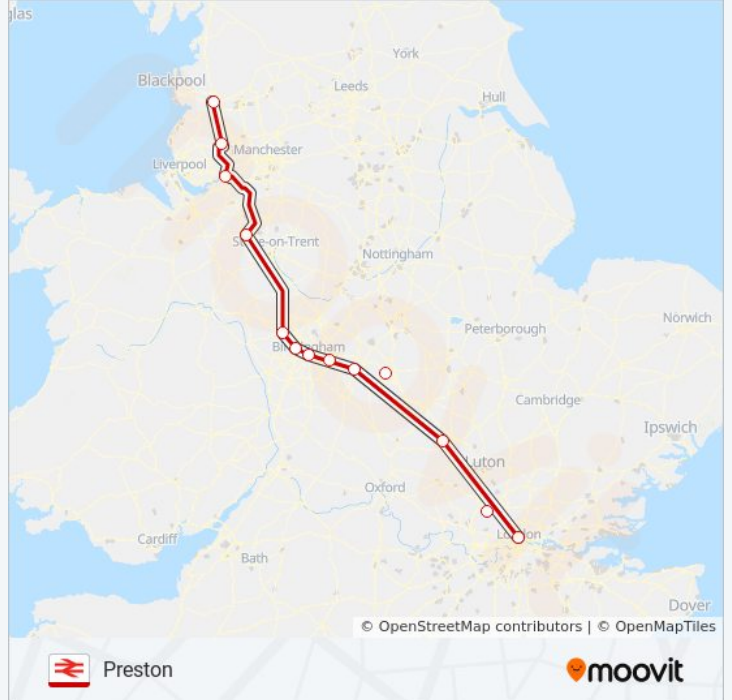 York
Blackpool
Leeds
Hull
Manchester
Liverpool
Stoke-on-Trent
Nottingham
Norwich
Peterborough
Birmingham
Cambridge
Ipswich
Luton
Oxford
London
Cardiff
Bath
Dover
© OpenStreetMap contributors | © OpenMapTiles
Preston
moovit